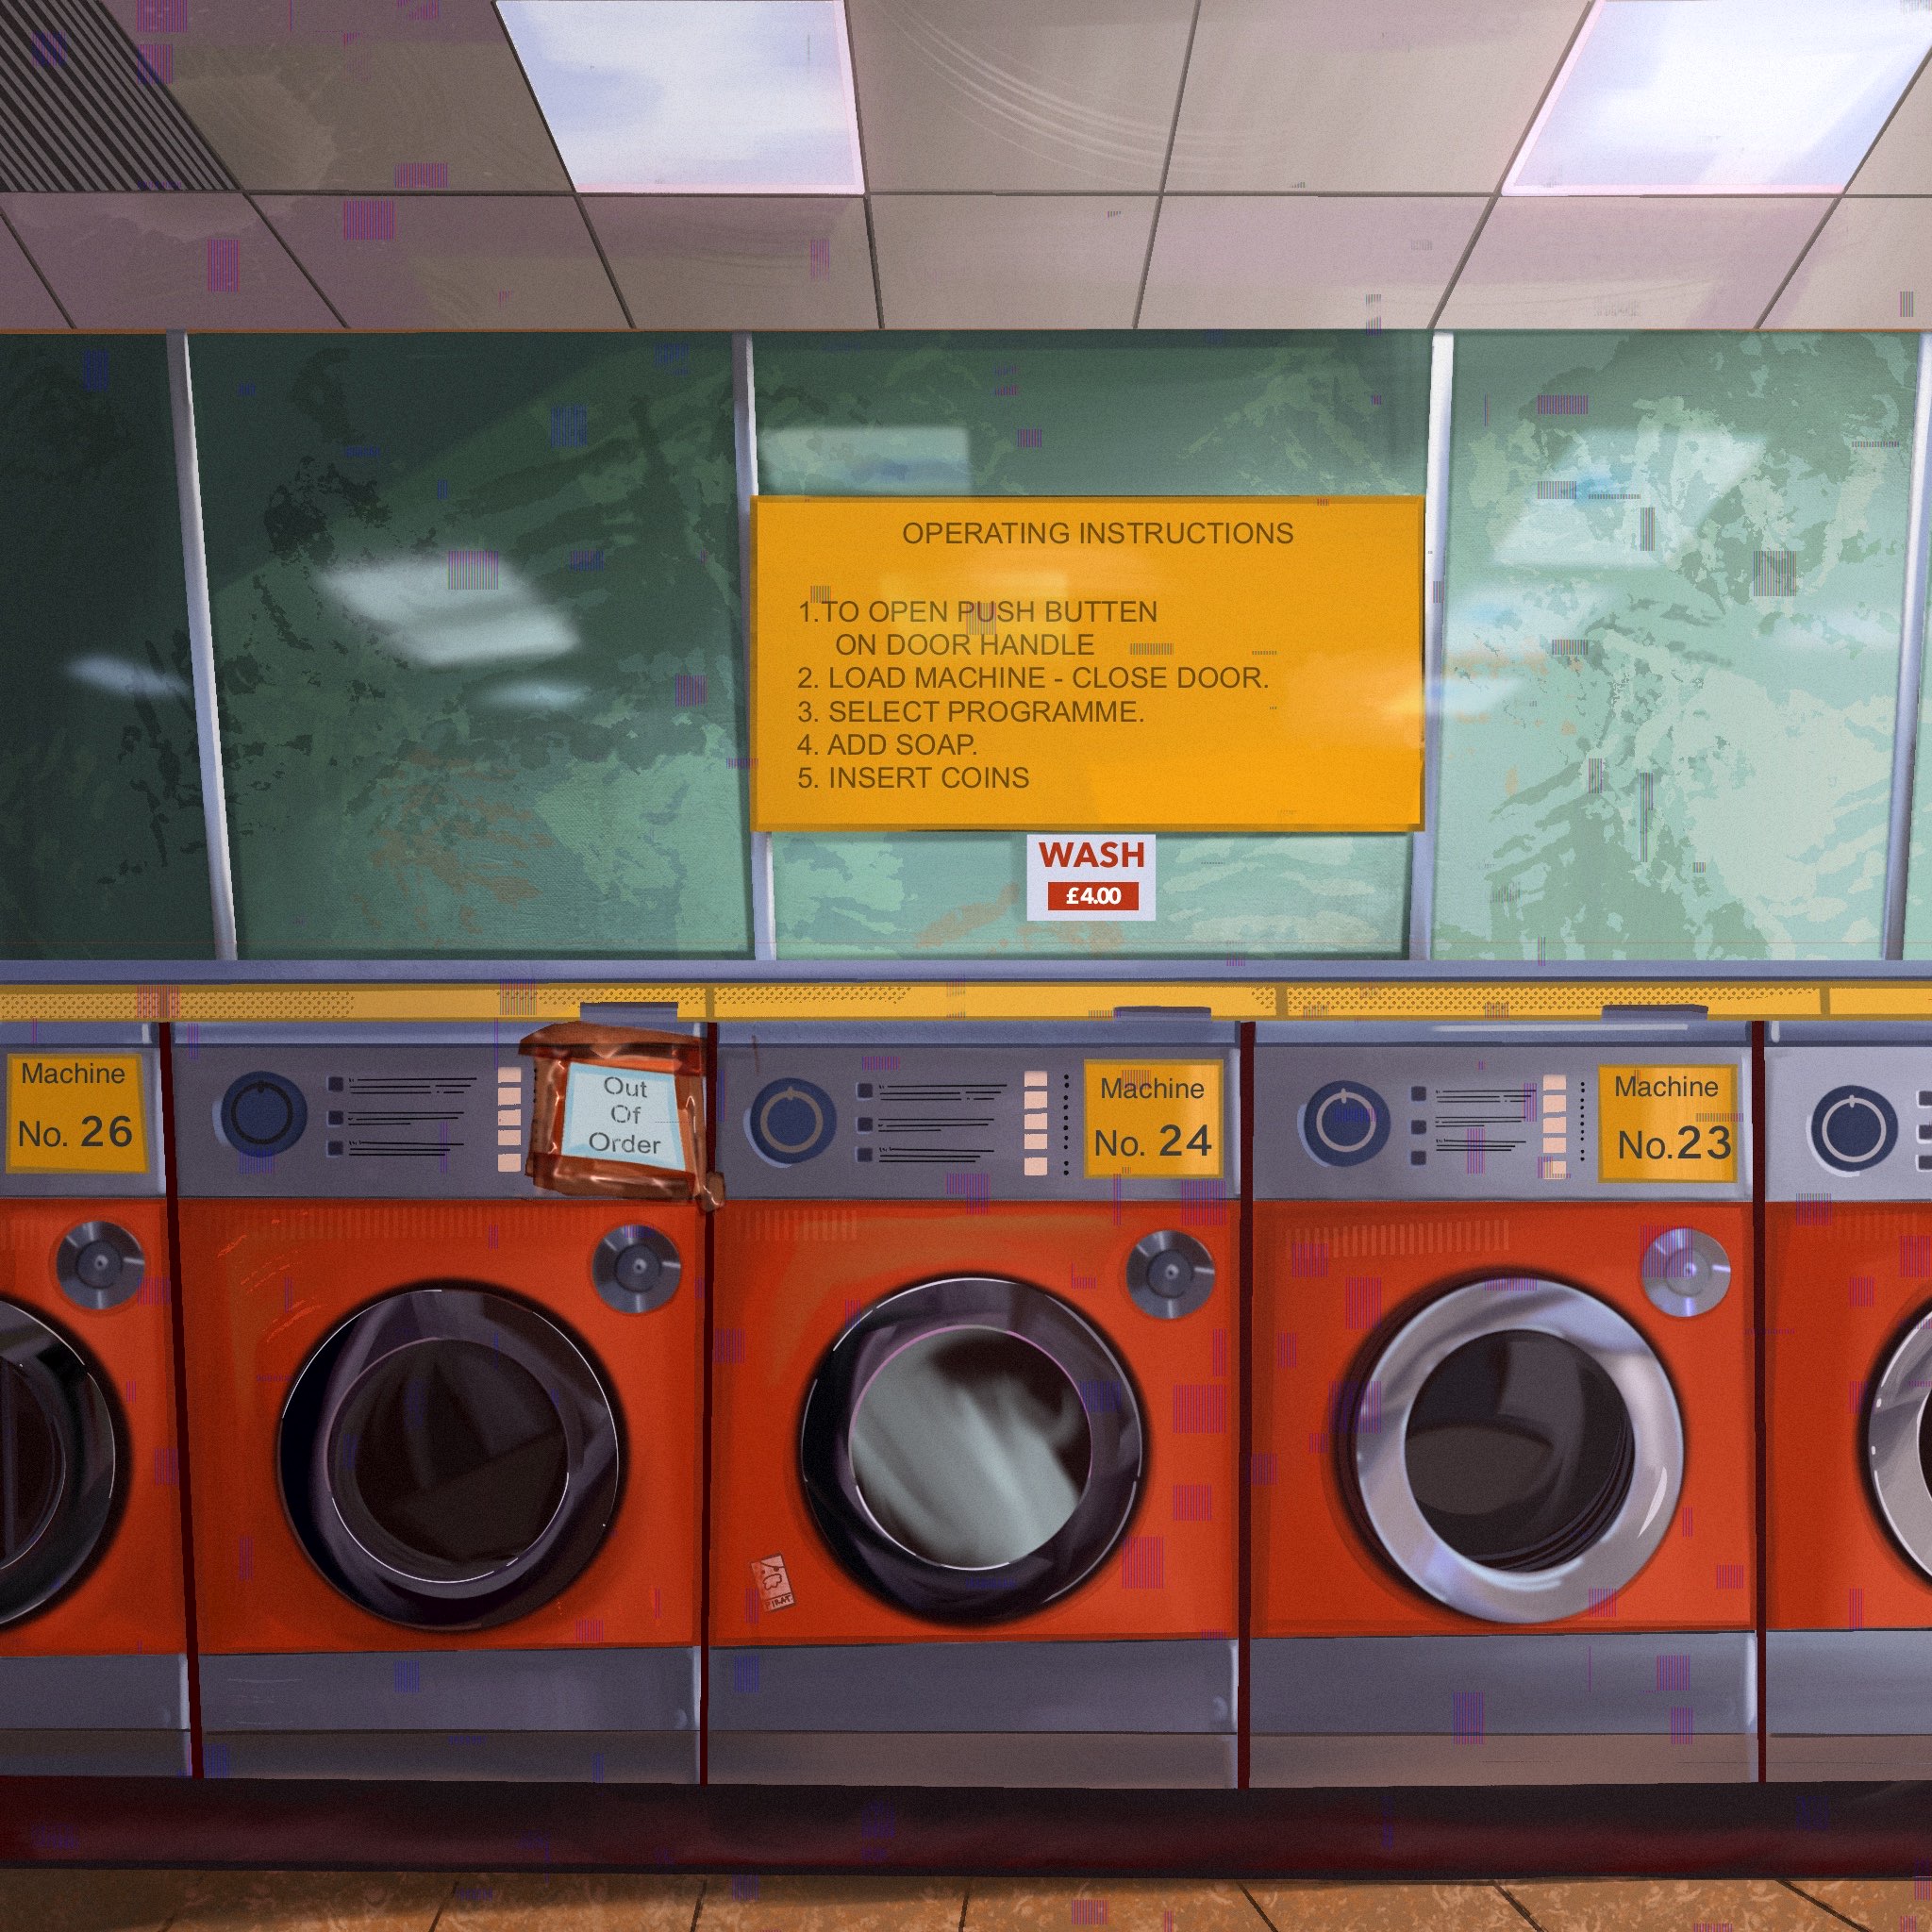 OPERATING INSTRUCTIONS
1.TO OPEN PUSH BUTTEN
ON DOOR HANDLE
2. LOAD MACHINE - CLOSE DOOR.
3. SELECT PROGRAMME.
4. ADD SOAP.
5. INSERT COINS
WASH
£4.00
Machine
No. 26
Out
Of
Order
Machine
No. 24
Machine
No.23